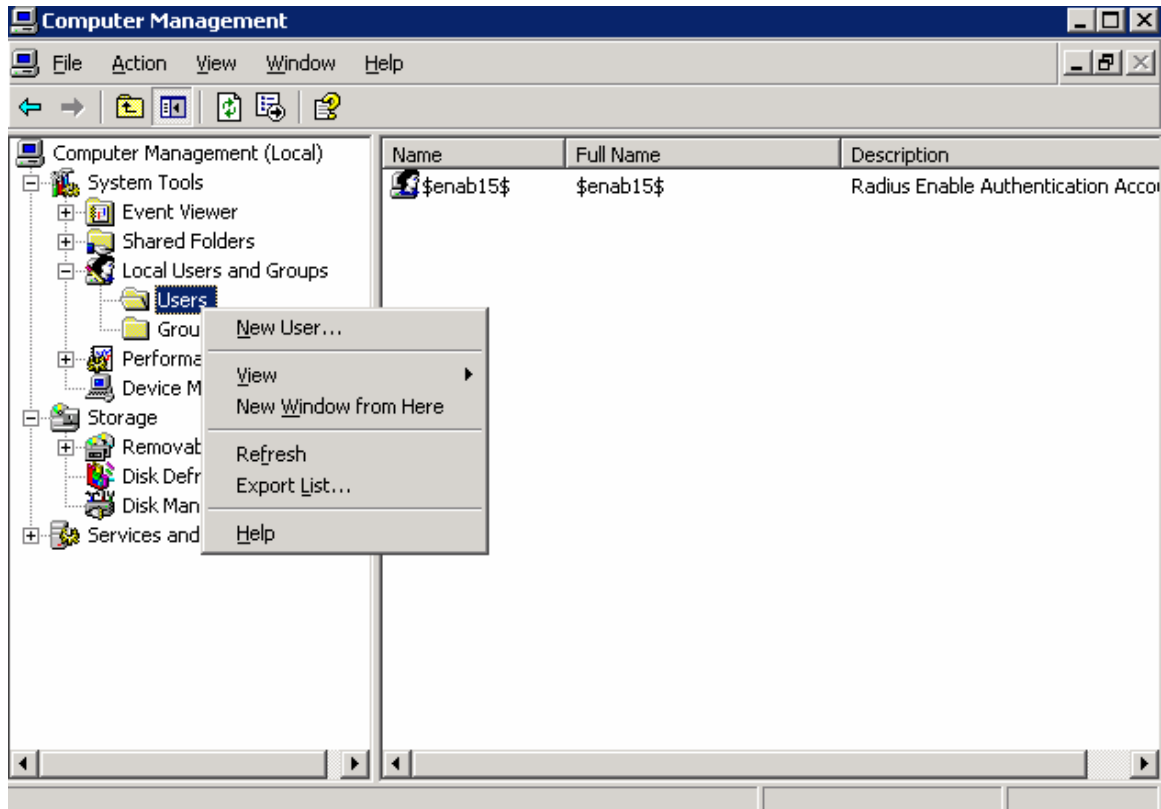 Computer Management
File Action View Window Help
Computer Management (Local)
System Tools
Event Viewer
Shared Folders
Local Users and Groups
Users
Grou
Performa
Device M
Storage
Removab
Disk Defr
Disk Man
Services and
New User...
View
New Window from Here
Refresh
Export List...
Help
Name Full Name Description
$enab15$ $enab15$ Radius Enable Authentication Accou